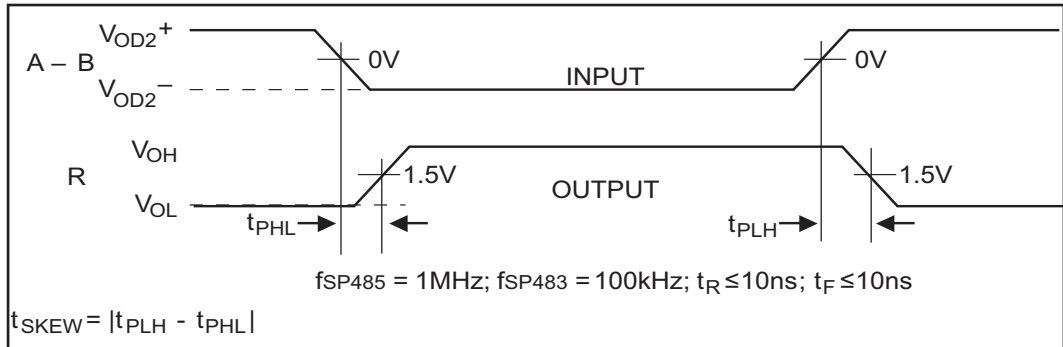 VOD2+
A – B
0V
0V
INPUT
VOD2–
VOH
R
1.5V
1.5V
OUTPUT
VOL
tPHL
tPLH
fSP485 = 1MHz; fSP483 = 100kHz; tR ≤10ns; tF ≤10ns
tSKEW = |tPLH - tPHL|